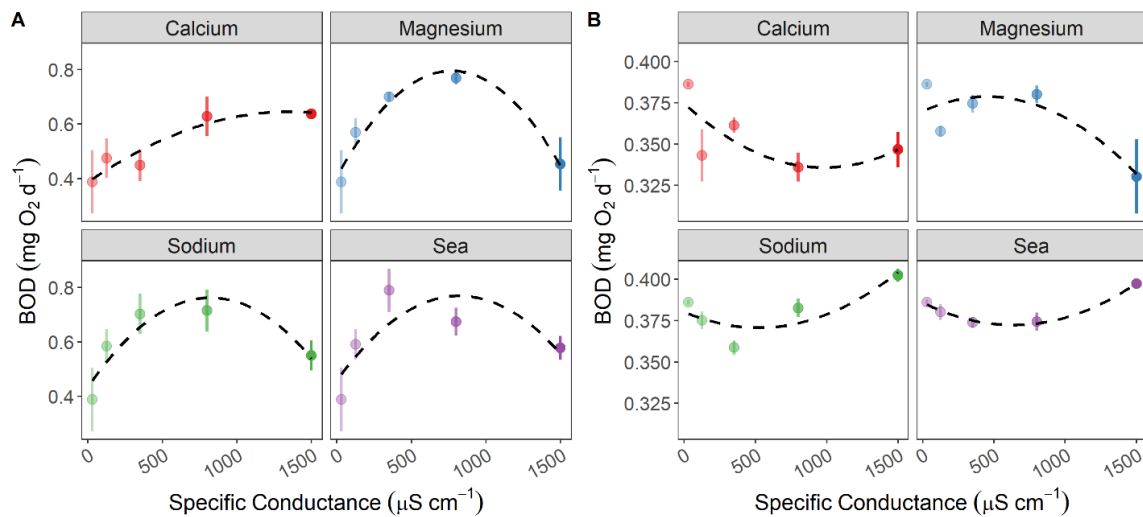 A
Calcium
Magnesium
0.8
0.6
0.4
Sodium
Sea
0.8
0.6
0.4
BOD (mg O₂ d⁻¹)
0
500
1000
1500
0
500
1000
1500
Specific Conductance (μS cm⁻¹)
B
Calcium
Magnesium
0.400
0.375
0.350
0.325
Sodium
Sea
0.400
0.375
0.350
0.325
BOD (mg O₂ d⁻¹)
0
500
1000
1500
0
500
1000
1500
Specific Conductance (μS cm⁻¹)